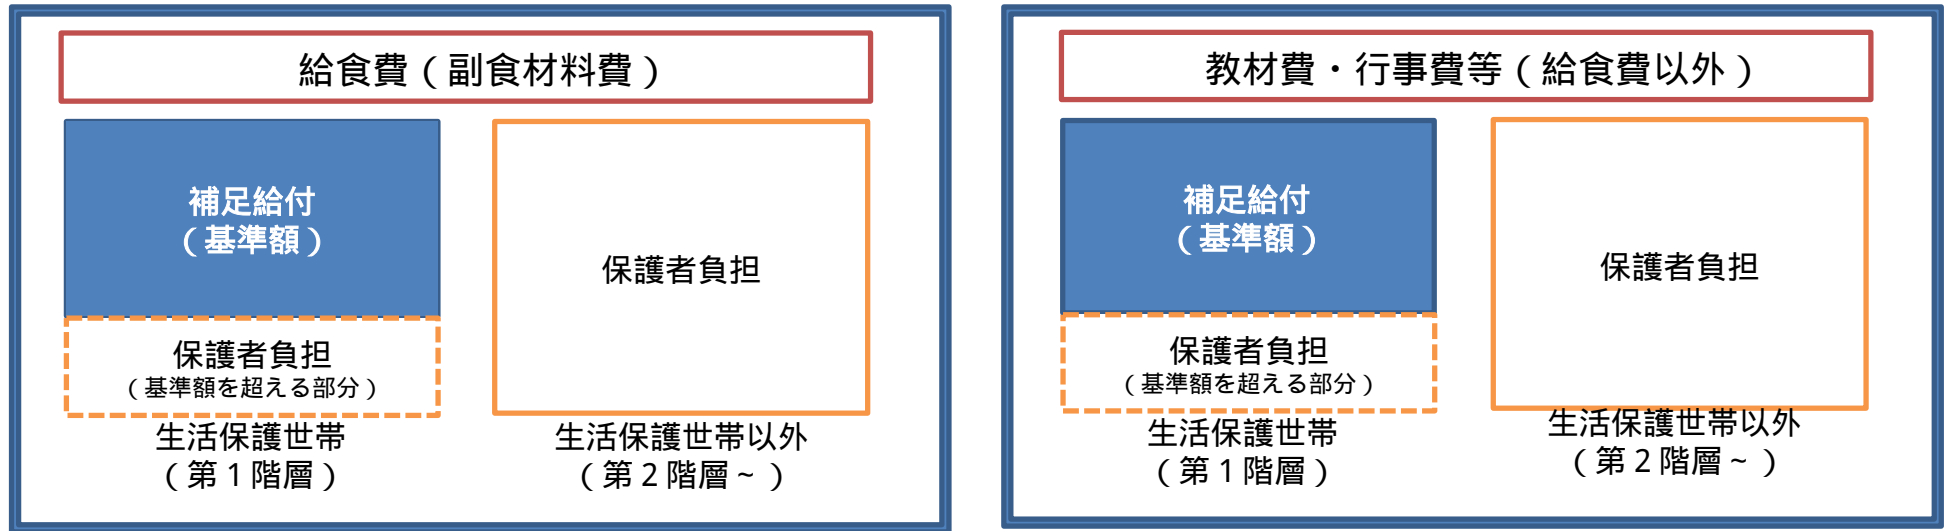 給食費（副食材料費）
補足給付
（基準額）
保護者負担
（基準額を超える部分）
生活保護世帯
（第１階層）
保護者負担
生活保護世帯以外
（第２階層～）
教材費・行事費等（給食費以外）
補足給付
（基準額）
保護者負担
（基準額を超える部分）
生活保護世帯
（第１階層）
保護者負担
生活保護世帯以外
（第２階層～）